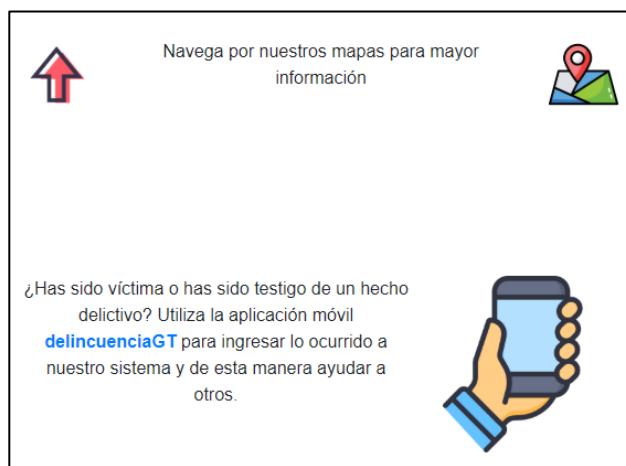 Navega por nuestros mapas para mayor
información
¿Has sido víctima o has sido testigo de un hecho
delictivo? Utiliza la aplicación móvil
delincuenciaGT para ingresar lo ocurrido a
nuestro sistema y de esta manera ayudar a
otros.